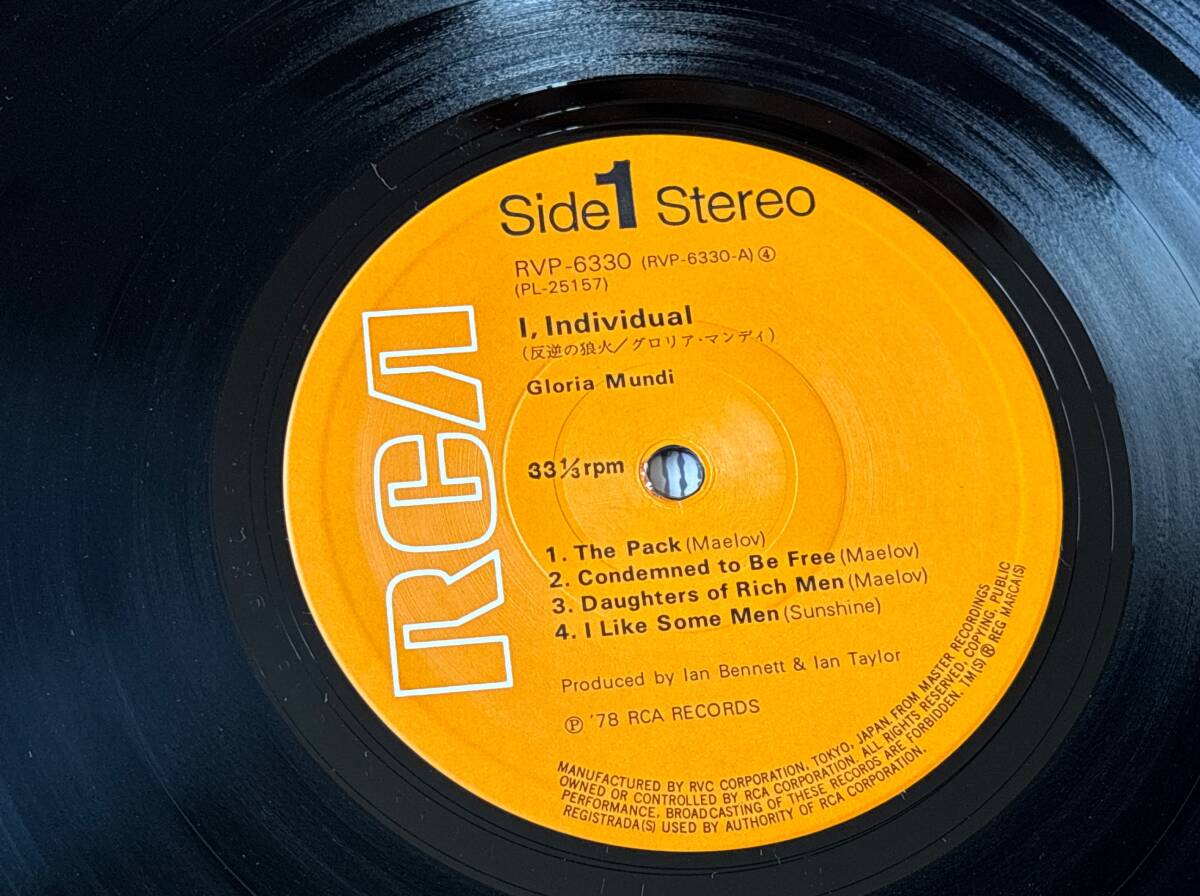 Side 1 Stereo
RVP-6330 (RVP-6330-A) ④
(PL-25157)
I, Individual
(反逆の狼火/グロリア・マンディ)
Gloria Mundi
33⅓rpm
RCA
1. The Pack (Maelov)
2. Condemned to Be Free (Maelov)
3. Daughters of Rich Men (Maelov)
4. I Like Some Men (Sunshine)
Produced by Ian Bennett & Ian Taylor
Ⓟ '78 RCA RECORDS
MANUFACTURED BY RVC CORPORATION, TOKYO, JAPAN. FROM MASTER RECORDINGS
OWNED OR CONTROLLED BY RCA CORPORATION. ALL RIGHTS RESERVED, COPYING, PUBLIC
PERFORMANCE, BROADCASTING OF THESE RECORDS ARE FORBIDDEN. TM(S) ® REG MARCA(S)
REGISTRADA(S) USED BY AUTHORITY OF RCA CORPORATION.